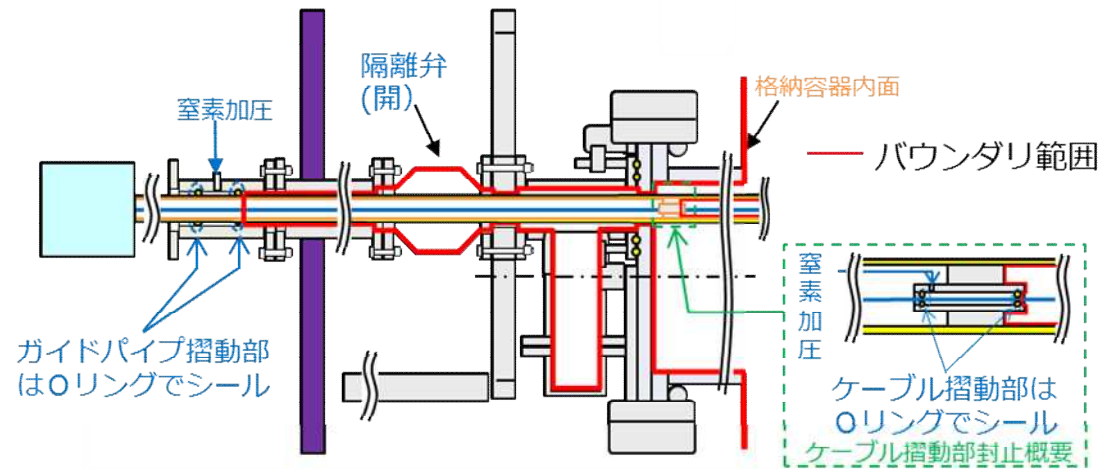 隔離弁
(開)
窒素加圧
格納容器内面
バウンダリ範囲
ガイドパイプ摺動部
はOリングでシール
窒素加圧
ケーブル摺動部は
Oリングでシール
ケーブル摺動部封止概要